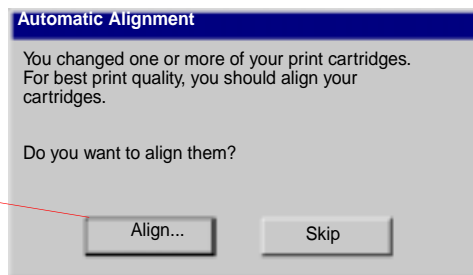 Automatic Alignment
You changed one or more of your print cartridges.
For best print quality, you should align your
cartridges.
Do you want to align them?
Align... Skip